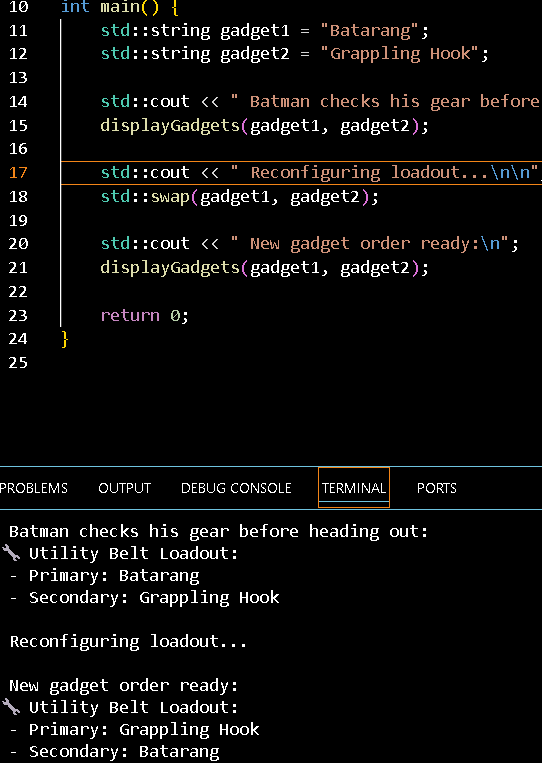 10 int main() {
11 std::string gadget1 = "Batarang";
12 std::string gadget2 = "Grappling Hook";
13
14 std::cout << " Batman checks his gear before
15 displayGadgets(gadget1, gadget2);
16
17 std::cout << " Reconfiguring loadout...\n\n"
18 std::swap(gadget1, gadget2);
19
20 std::cout << " New gadget order ready:\n";
21 displayGadgets(gadget1, gadget2);
22
23 return 0;
24 }
25
PROBLEMS OUTPUT DEBUG CONSOLE TERMINAL PORTS
Batman checks his gear before heading out:
🔧 Utility Belt Loadout:
- Primary: Batarang
- Secondary: Grappling Hook
Reconfiguring loadout...
New gadget order ready:
🔧 Utility Belt Loadout:
- Primary: Grappling Hook
- Secondary: Batarang